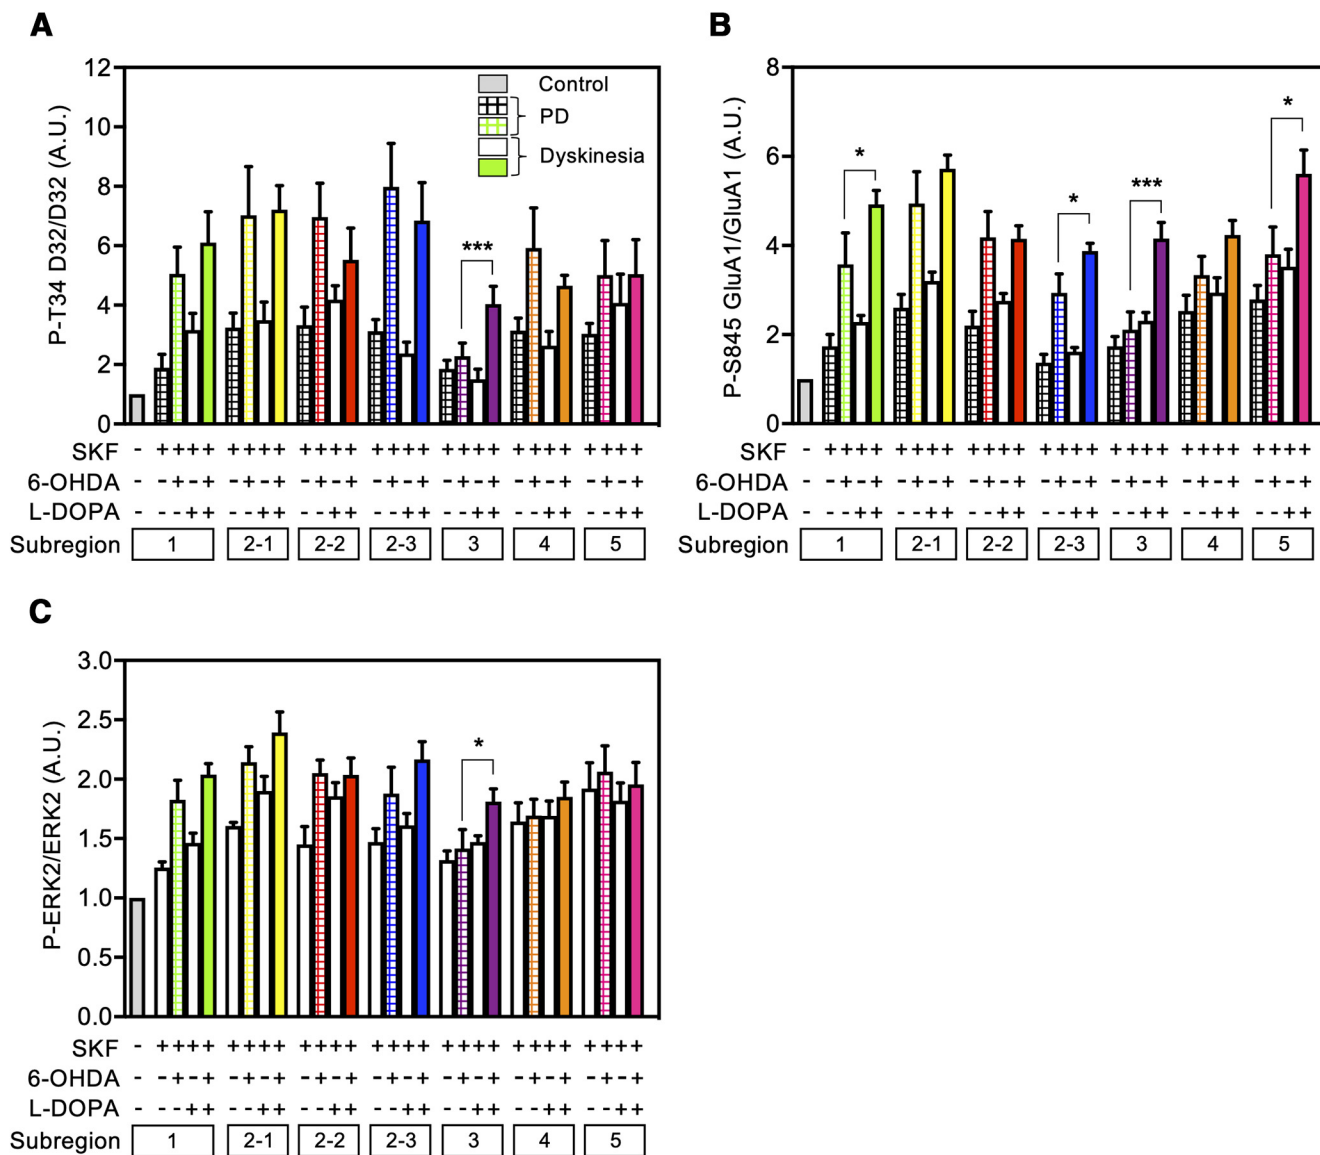 A
P-T34 D32/D32 (A.U.)
12
10
8
6
4
2
0
Control
PD
Dyskinesia
***
SKF - ++++ ++++ ++++ ++++ ++++ ++++ ++++
6-OHDA - -+-+ -+-+ -+-+ -+-+ -+-+ -+-+ -+-+
L-DOPA - --++ --++ --++ --++ --++ --++ --++
Subregion 1 2-1 2-2 2-3 3 4 5
B
P-S845 GluA1/GluA1 (A.U.)
8
6
4
2
0
*
*
***
*
SKF - ++++ ++++ ++++ ++++ ++++ ++++ ++++
6-OHDA - -+-+ -+-+ -+-+ -+-+ -+-+ -+-+ -+-+
L-DOPA - --++ --++ --++ --++ --++ --++ --++
Subregion 1 2-1 2-2 2-3 3 4 5
C
P-ERK2/ERK2 (A.U.)
3.0
2.5
2.0
1.5
1.0
0.5
0.0
*
SKF - ++++ ++++ ++++ ++++ ++++ ++++ ++++
6-OHDA - -+-+ -+-+ -+-+ -+-+ -+-+ -+-+ -+-+
L-DOPA - --++ --++ --++ --++ --++ --++ --++
Subregion 1 2-1 2-2 2-3 3 4 5